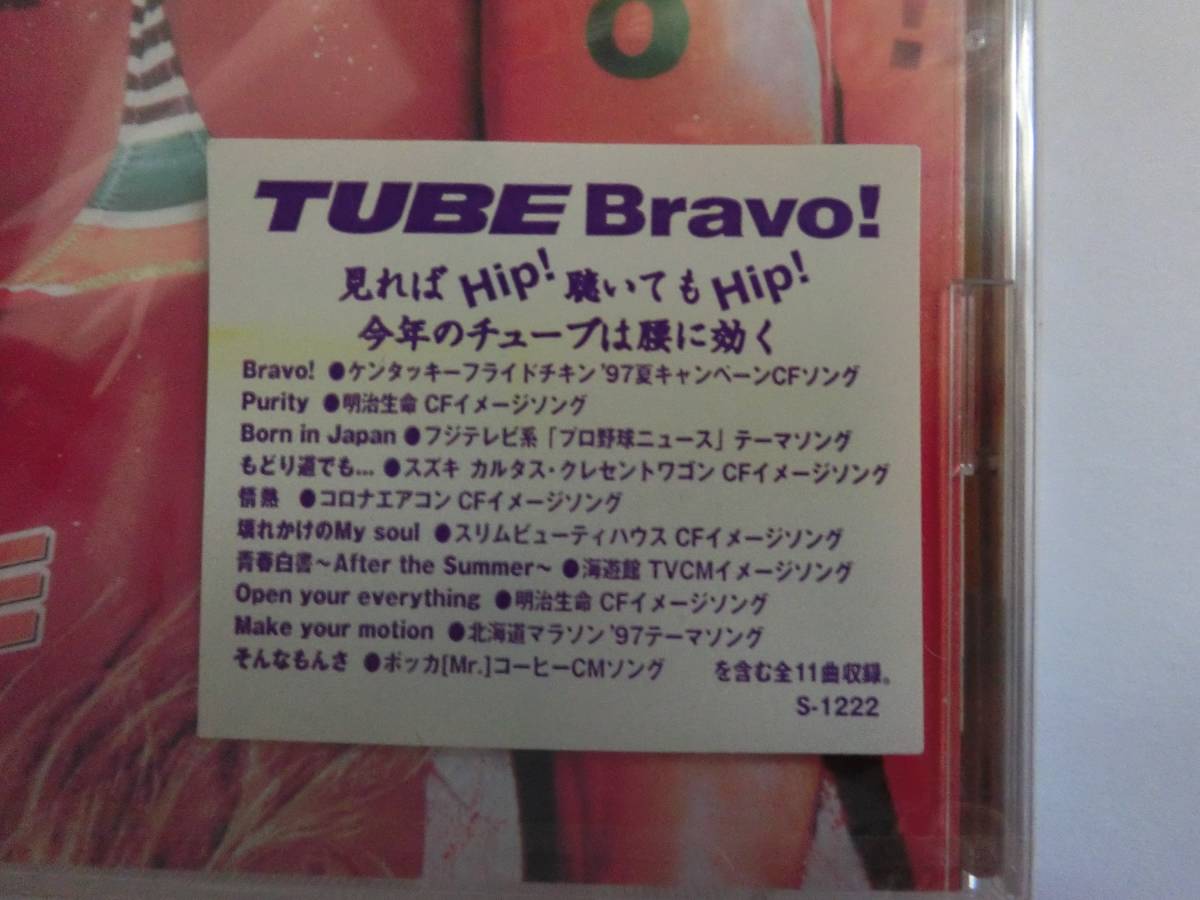 O
!
TUBE Bravo!
見ればHip!聴いてもHip!
今年のチューブは腰に効く
Bravo! ●ケンタッキーフライドチキン'97夏キャンペーンCFソング
Purity ●明治生命 CFイメージソング
Born in Japan ●フジテレビ系「プロ野球ニュース」テーマソング
もどり道でも… ●スズキ カルタス・クレセントワゴン CFイメージソング
情熱 ●コロナエアコン CFイメージソング
壊れかけのMy soul ●スリムビューティハウス CFイメージソング
青春白書〜After the Summer〜 ●海遊館 TVCMイメージソング
Open your everything ●明治生命 CFイメージソング
Make your motion ●北海道マラソン'97テーマソング
そんなもんさ ●ポッカ[Mr.]コーヒーCMソング を含む全11曲収録。
S-1222